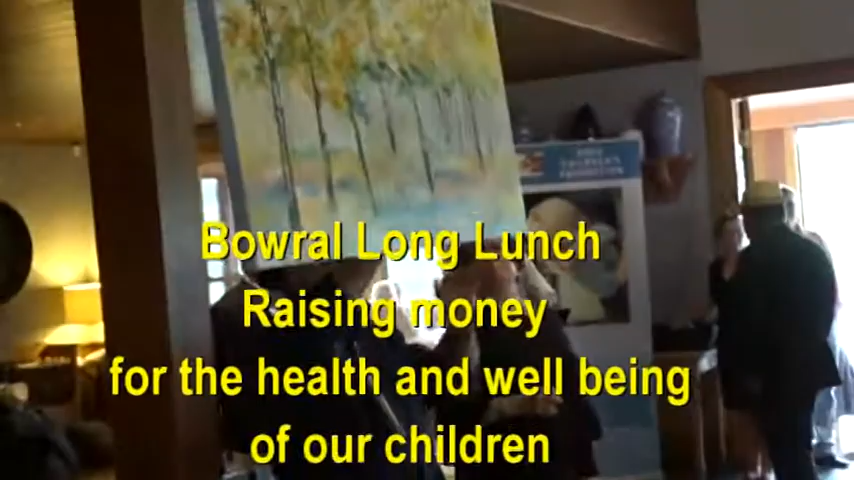 Bowral Long Lunch
Raising money
for the health and well being
of our children